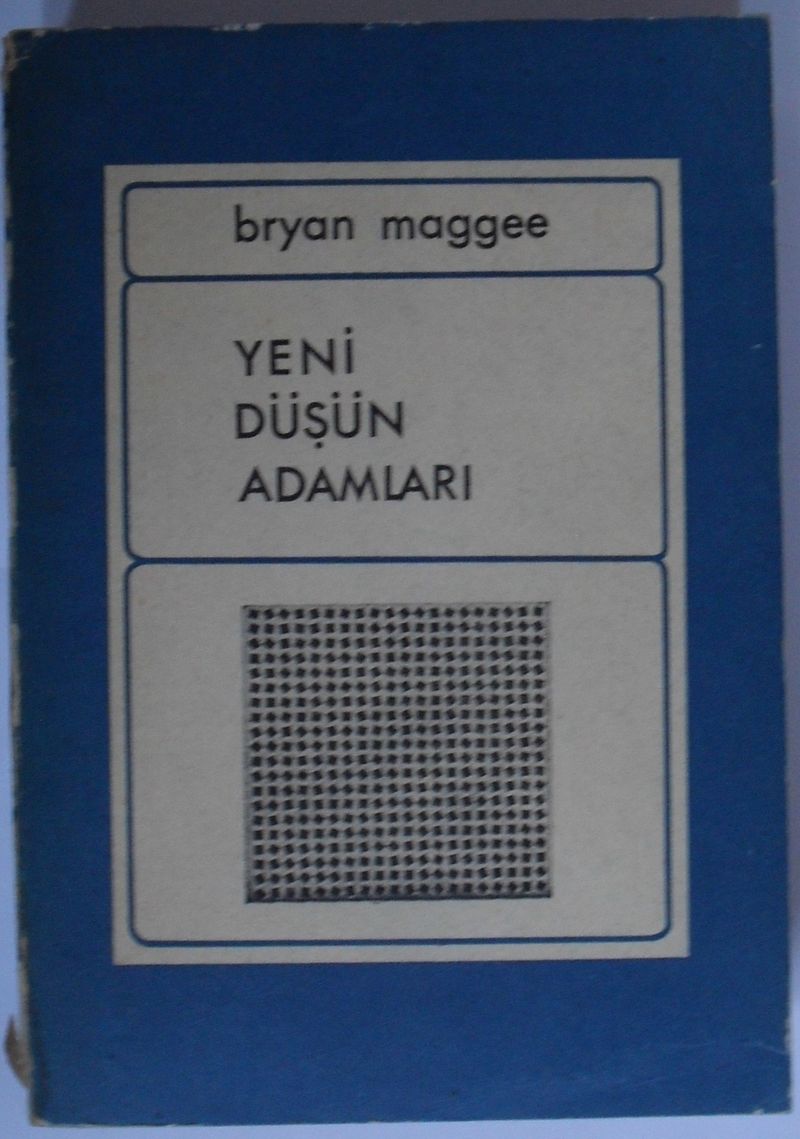 bryan maggee
YENİ
DÜŞÜN
ADAMLARI